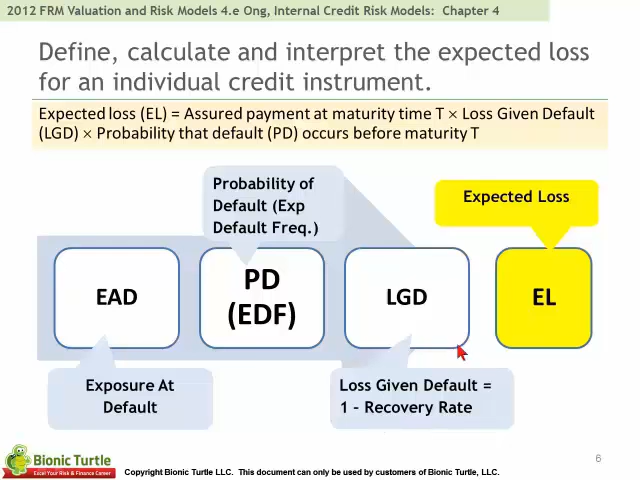 2012 FRM Valuation and Risk Models 4.e Ong, Internal Credit Risk Models:  Chapter 4
Define, calculate and interpret the expected loss
for an individual credit instrument.
Expected loss (EL) = Assured payment at maturity time T × Loss Given Default
(LGD) × Probability that default (PD) occurs before maturity T
Probability of
Default (Exp
Default Freq.)
Expected Loss
EAD
PD
(EDF)
LGD
EL
Exposure At
Default
Loss Given Default =
1 – Recovery Rate
6
Bionic Turtle
Excel Your Risk & Finance Career
Copyright Bionic Turtle LLC.  This document can only be used by customers of Bionic Turtle, LLC.